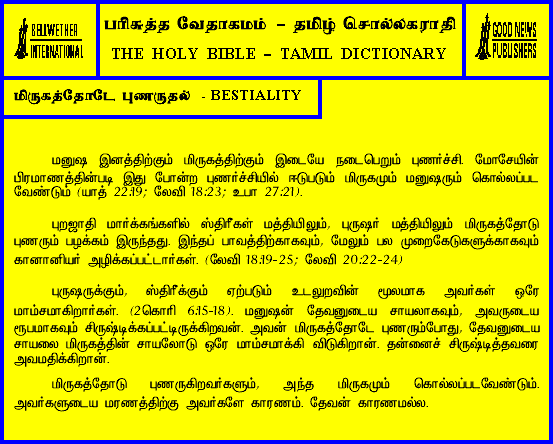 BELLWETHER
INTERNATIONAL
பரிசுத்த வேதாகமம் – தமிழ் சொல்லகராதி
THE HOLY BIBLE – TAMIL DICTIONARY
GOOD NEWS
PUBLISHERS
மிருகத்தோடே புணருதல் - BESTIALITY
மனுஷ இனத்திற்கும் மிருகத்திற்கும் இடையே நடைபெறும் புணர்ச்சி. மோசேயின்
பிரமாணத்தின்படி இது போன்ற புணர்ச்சியில் ஈடுபடும் மிருகமும் மனுஷரும் கொல்லப்பட
வேண்டும் (யாத் 22:19; லேவி 18:23; உபா 27:21).
புறஜாதி மார்க்கங்களில் ஸ்திரீகள் மத்தியிலும், புருஷர் மத்தியிலும் மிருகத்தோடு
புணரும் பழக்கம் இருந்தது. இந்தப் பாவத்திற்காகவும், மேலும் பல முறைகேடுகளுக்காகவும்
கானானியர் அழிக்கப்பட்டார்கள். (லேவி 18:19-25; லேவி 20:22-24)
புருஷருக்கும், ஸ்திரீக்கும் ஏற்படும் உடலுறவின் மூலமாக அவர்கள் ஒரே
மாம்சமாகிறார்கள். (2கொரி 6:15-18). மனுஷன் தேவனுடைய சாயலாகவும், அவருடைய
ரூபமாகவும் சிருஷ்டிக்கப்பட்டிருக்கிறவன். அவன் மிருகத்தோடே புணரும்போது, தேவனுடைய
சாயலை மிருகத்தின் சாயலோடு ஒரே மாம்சமாக்கி விடுகிறான். தன்னைச் சிருஷ்டித்தவரை
அவமதிக்கிறான்.
மிருகத்தோடு புணருகிறவர்களும், அந்த மிருகமும் கொல்லப்படவேண்டும்.
அவர்களுடைய மரணத்திற்கு அவர்களே காரணம். தேவன் காரணமல்ல.